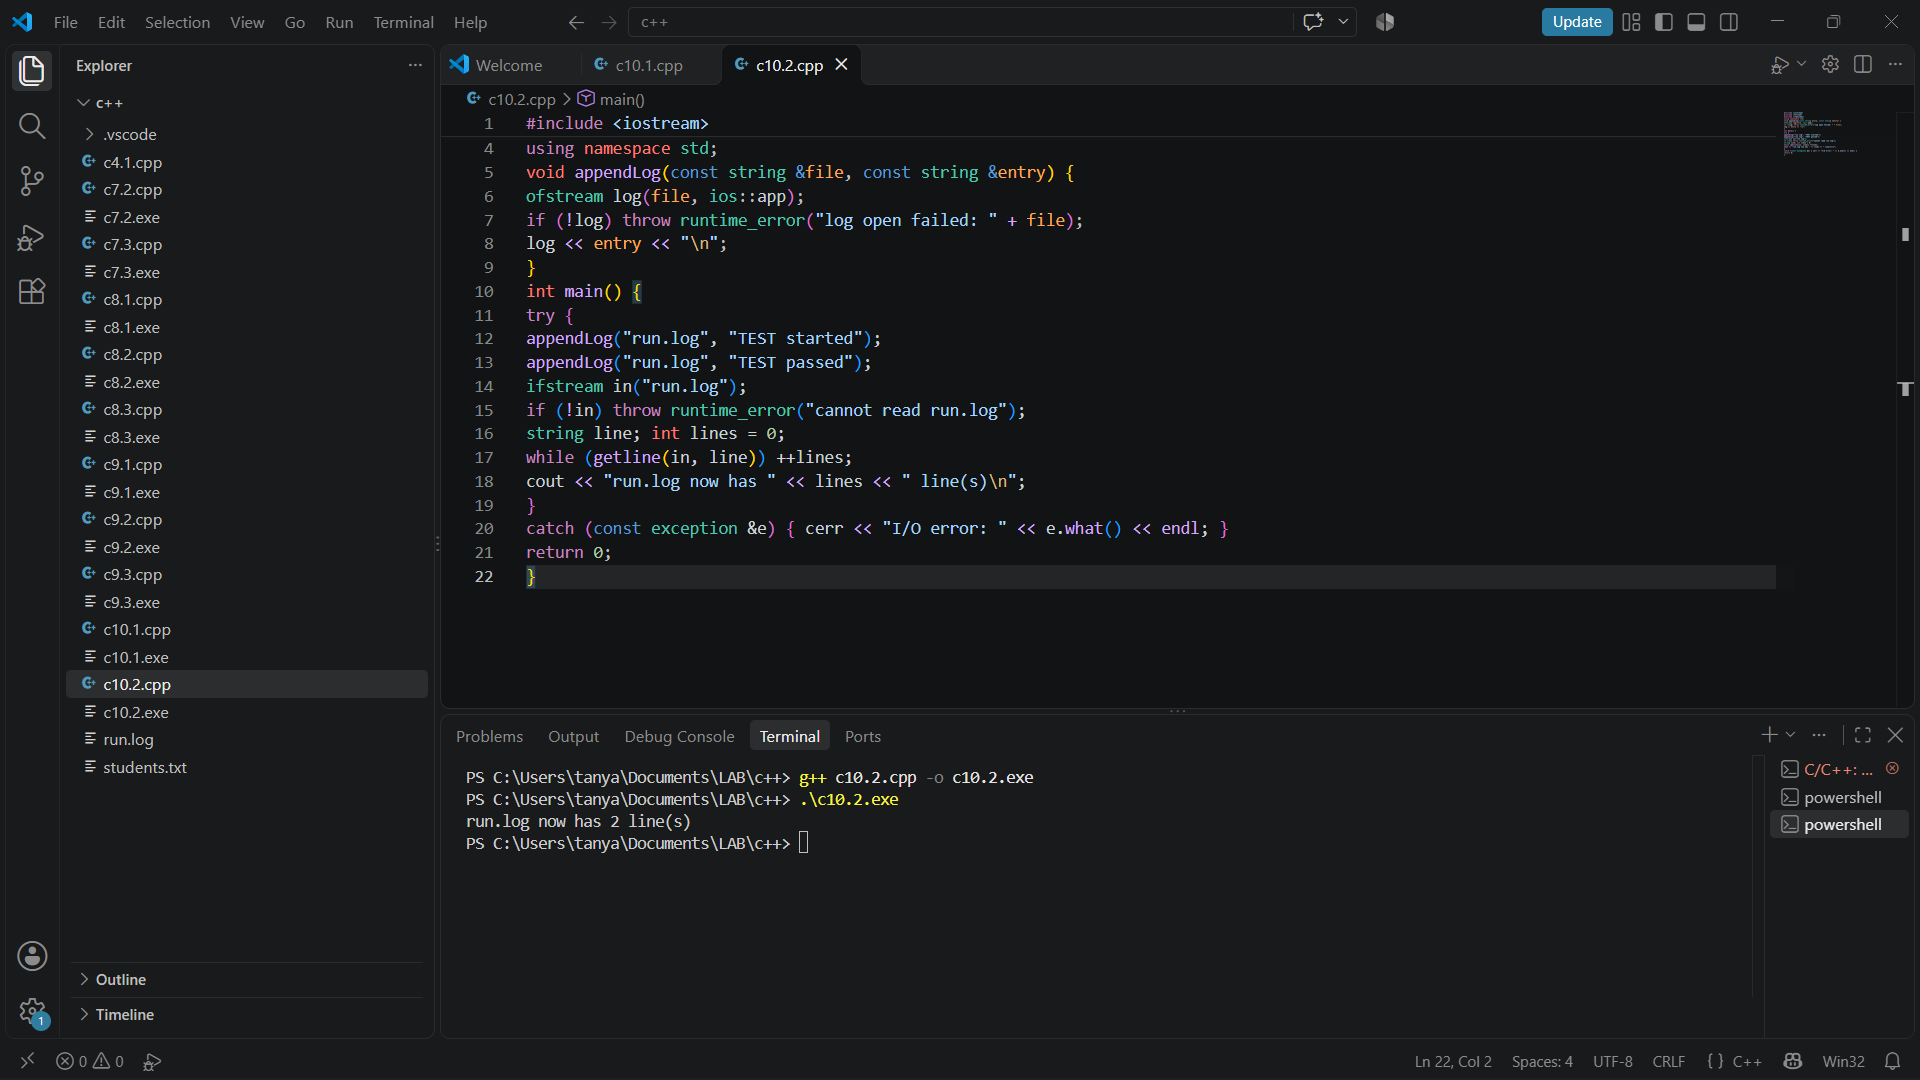 File Edit Selection View Go Run Terminal Help
c++
Update
Explorer
c++
.vscode
c4.1.cpp
c7.2.cpp
c7.2.exe
c7.3.cpp
c7.3.exe
c8.1.cpp
c8.1.exe
c8.2.cpp
c8.2.exe
c8.3.cpp
c8.3.exe
c9.1.cpp
c9.1.exe
c9.2.cpp
c9.2.exe
c9.3.cpp
c9.3.exe
c10.1.cpp
c10.1.exe
c10.2.cpp
c10.2.exe
run.log
students.txt
Outline
Timeline
1
Welcome c10.1.cpp c10.2.cpp
c10.2.cpp > main()
1 #include <iostream>
4 using namespace std;
5 void appendLog(const string &file, const string &entry) {
6 ofstream log(file, ios::app);
7 if (!log) throw runtime_error("log open failed: " + file);
8 log << entry << "\n";
9 }
10 int main() {
11 try {
12 appendLog("run.log", "TEST started");
13 appendLog("run.log", "TEST passed");
14 ifstream in("run.log");
15 if (!in) throw runtime_error("cannot read run.log");
16 string line; int lines = 0;
17 while (getline(in, line)) ++lines;
18 cout << "run.log now has " << lines << " line(s)\n";
19 }
20 catch (const exception &e) { cerr << "I/O error: " << e.what() << endl; }
21 return 0;
22 }
Problems Output Debug Console Terminal Ports
PS C:\Users\tanya\Documents\LAB\c++> g++ c10.2.cpp -o c10.2.exe
PS C:\Users\tanya\Documents\LAB\c++> .\c10.2.exe
run.log now has 2 line(s)
PS C:\Users\tanya\Documents\LAB\c++>
C/C++: ...
powershell
powershell
0 0
Ln 22, Col 2 Spaces: 4 UTF-8 CRLF {} C++ Win32